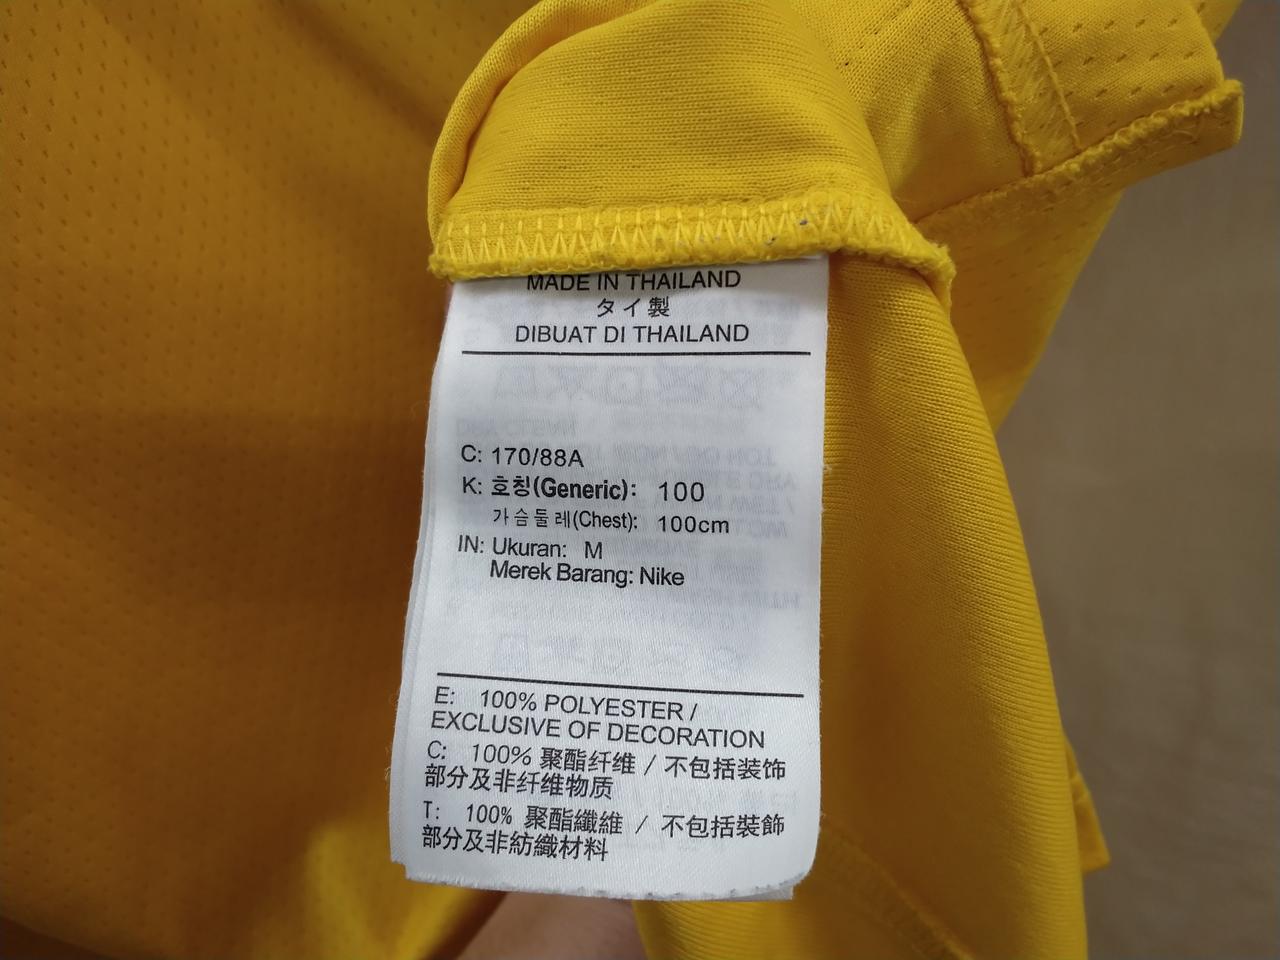 MADE IN THAILAND
タイ製
DIBUAT DI THAILAND
C: 170/88A
K: 호칭(Generic): 100
가슴둘레(Chest): 100cm
IN: Ukuran: M
Merek Barang: Nike
E: 100% POLYESTER /
EXCLUSIVE OF DECORATION
C: 100% 聚酯纤维 / 不包括装饰
部分及非纤维物质
T: 100% 聚酯纖維 / 不包括裝飾
部分及非紡織材料